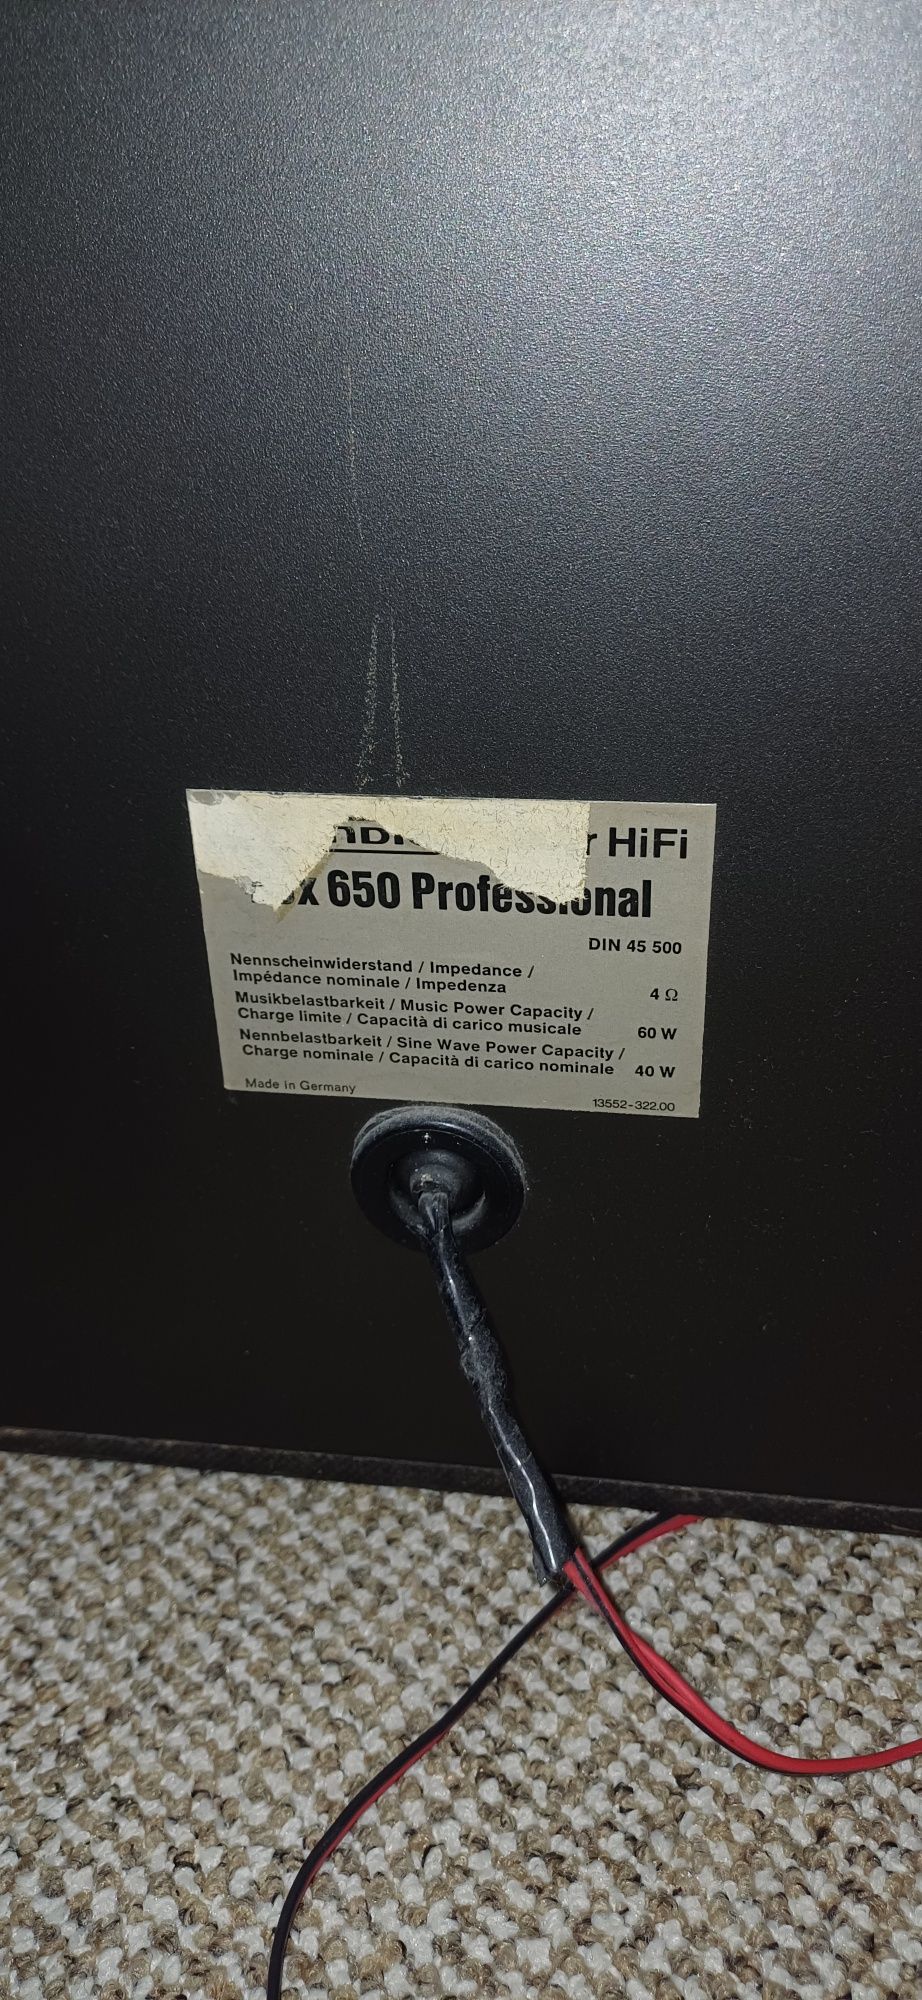 HiFi
650 Professional
DIN 45 500
Nennscheinwiderstand / Impedance /
Impédance nominale / Impedenza 4 Ω
Musikbelastbarkeit / Music Power Capacity /
Charge limite / Capacità di carico musicale 60 W
Nennbelastbarkeit / Sine Wave Power Capacity /
Charge nominale / Capacità di carico nominale 40 W
Made in Germany 13552-322.00